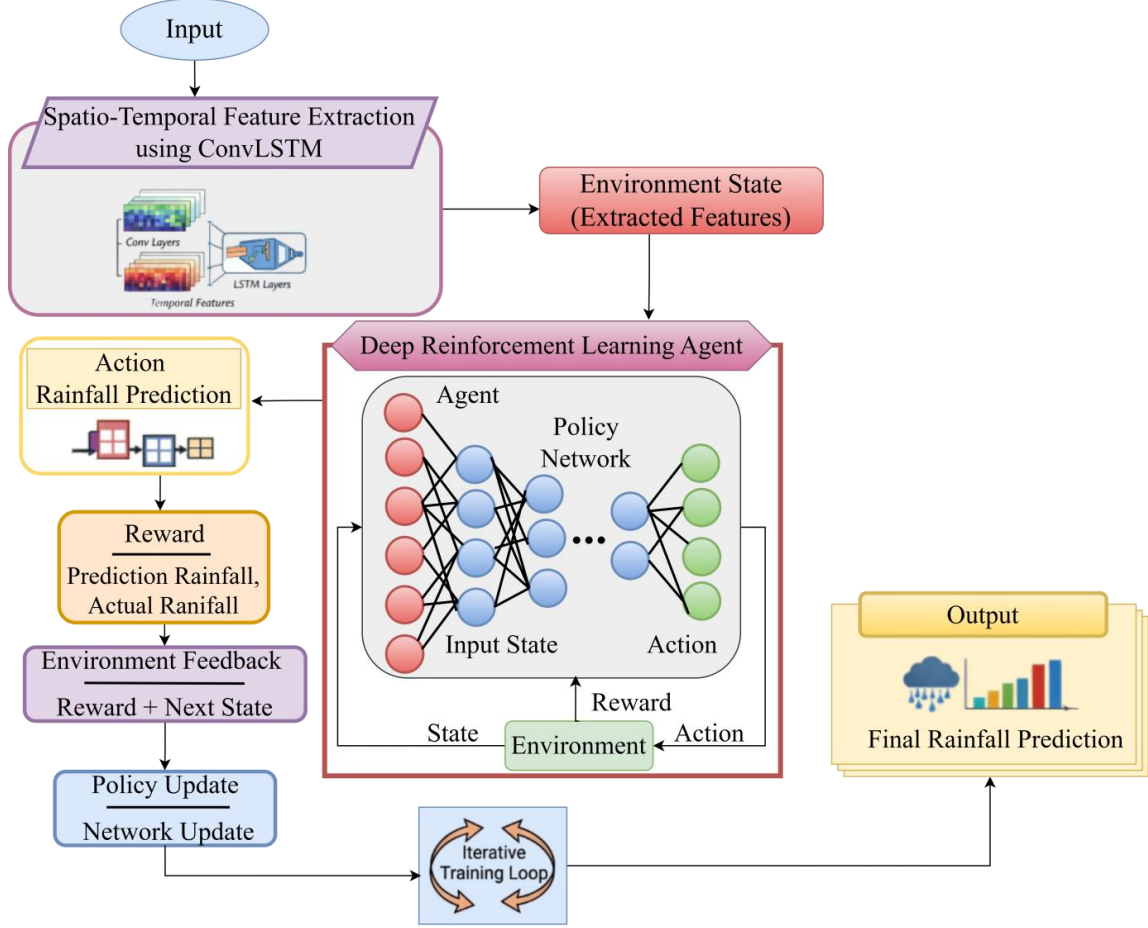 Input
Spatio-Temporal Feature Extraction
using ConvLSTM
Conv Layers
LSTM Layers
Temporal Features
Environment State
(Extracted Features)
Deep Reinforcement Learning Agent
Action
Rainfall Prediction
Agent
Policy
Network
Input State
Action
Reward
State
Environment
Action
Reward
Prediction Rainfall,
Actual Ranifall
Environment Feedback
Reward + Next State
Policy Update
Network Update
Iterative
Training Loop
Output
Final Rainfall Prediction